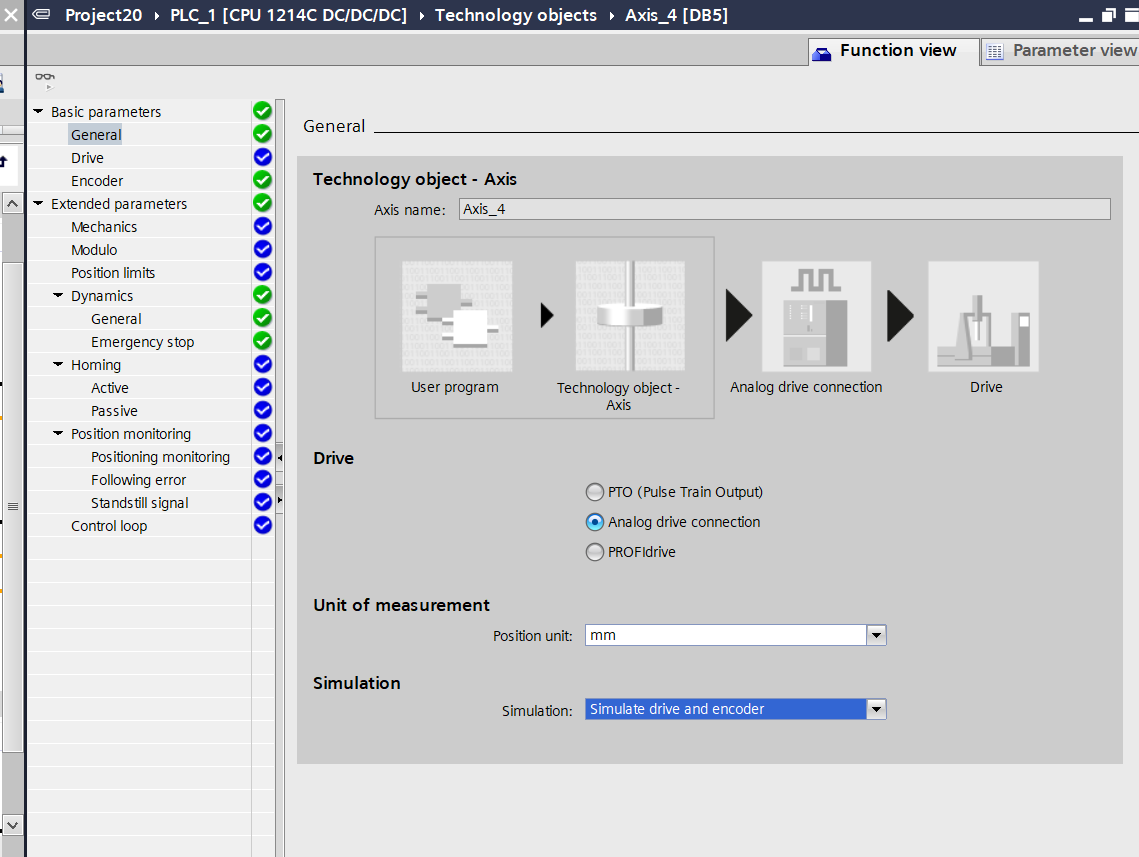 Project20 › PLC_1 [CPU 1214C DC/DC/DC] › Technology objects › Axis_4 [DB5]
Function view
Parameter view
Basic parameters
General
Drive
Encoder
Extended parameters
Mechanics
Modulo
Position limits
Dynamics
General
Emergency stop
Homing
Active
Passive
Position monitoring
Positioning monitoring
Following error
Standstill signal
Control loop
General
Technology object - Axis
Axis name: Axis_4
User program
Technology object -
Axis
Analog drive connection
Drive
Drive
PTO (Pulse Train Output)
Analog drive connection
PROFIdrive
Unit of measurement
Position unit: mm
Simulation
Simulation: Simulate drive and encoder